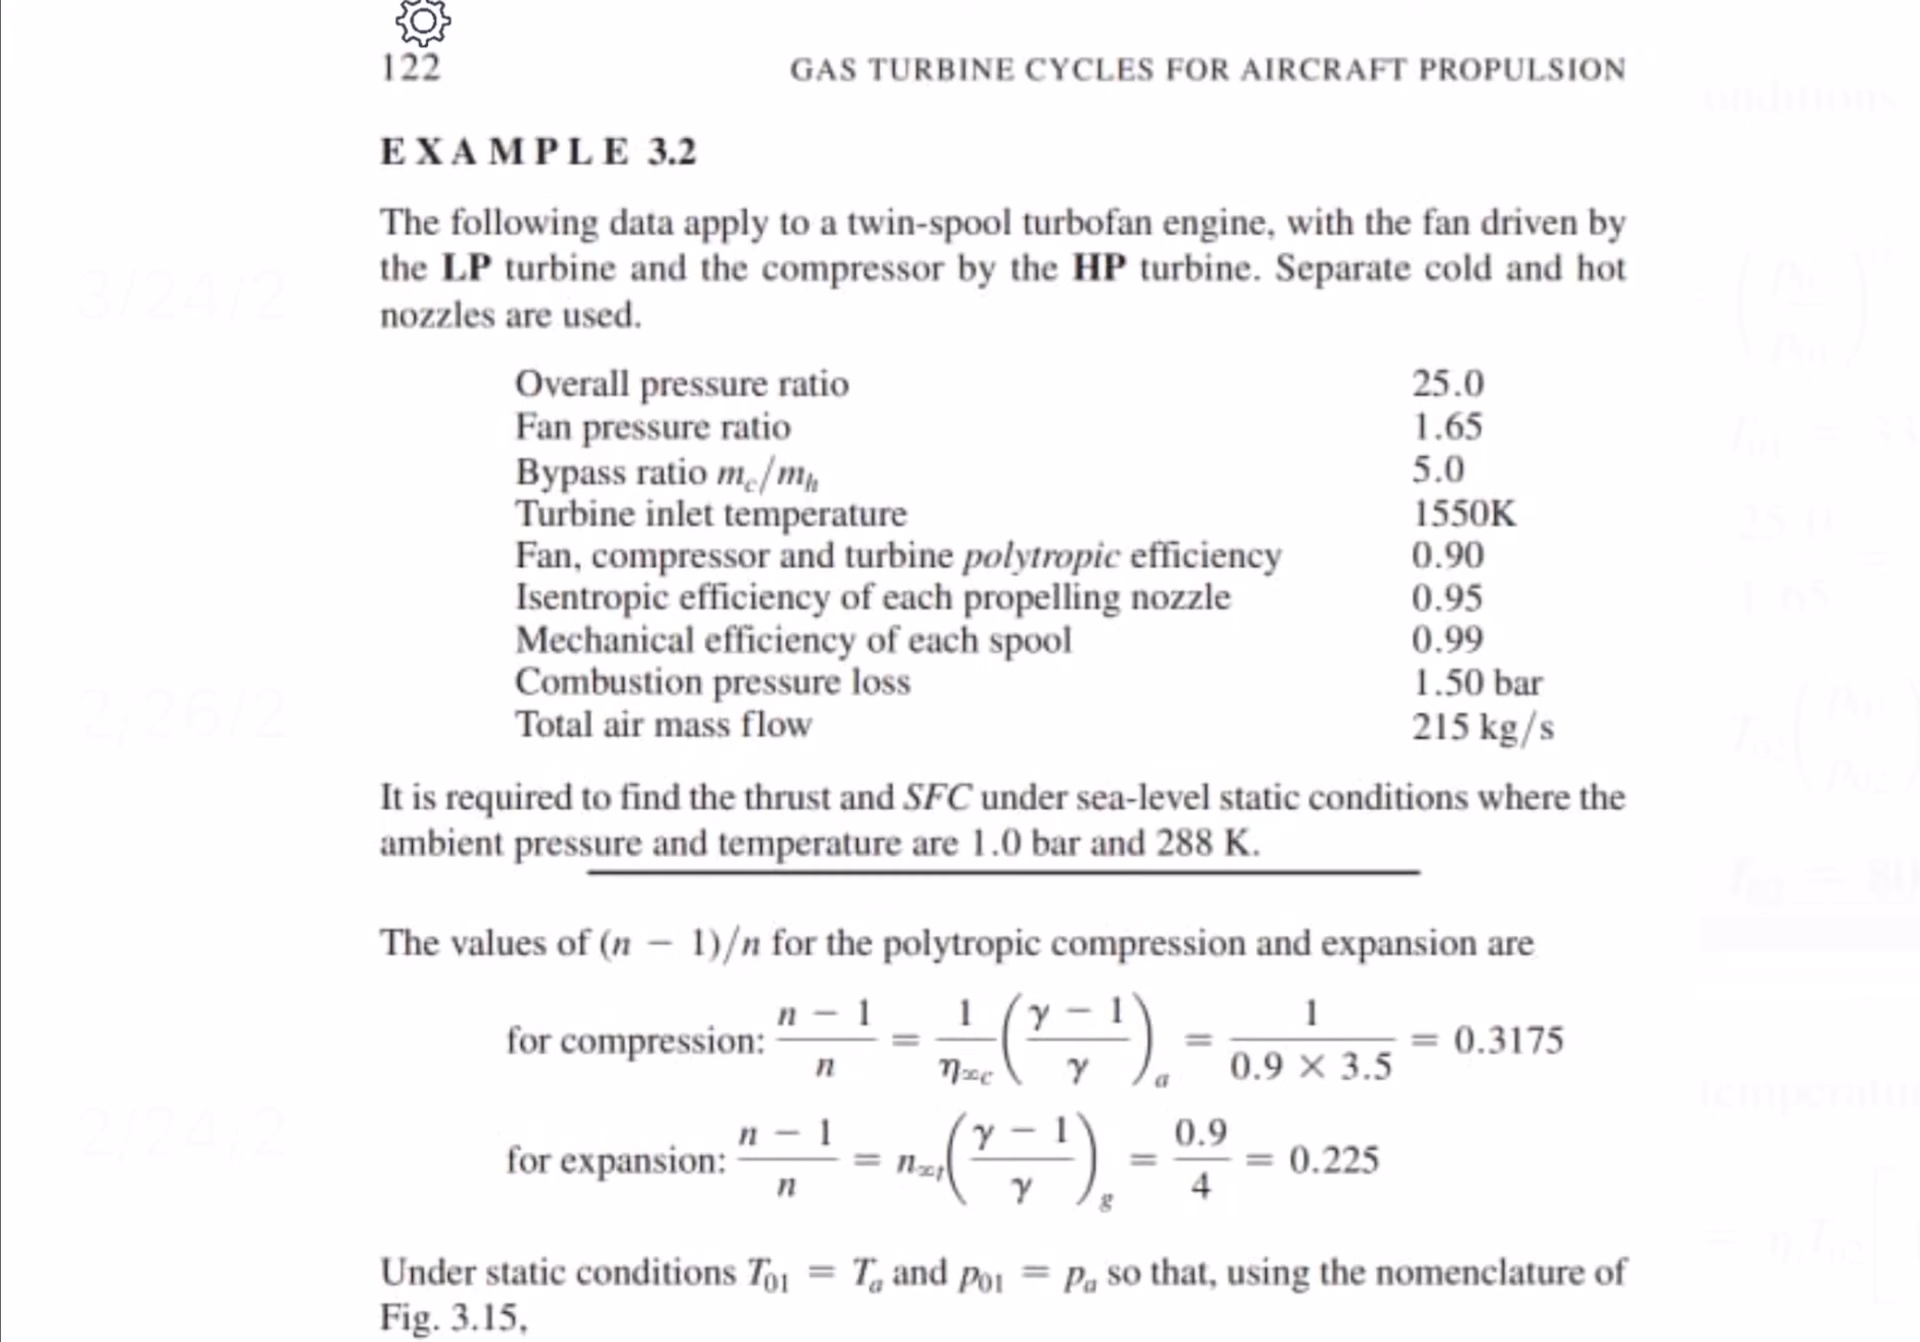 122 GAS TURBINE CYCLES FOR AIRCRAFT PROPULSION
EXAMPLE 3.2
The following data apply to a twin-spool turbofan engine, with the fan driven by
the LP turbine and the compressor by the HP turbine. Separate cold and hot
nozzles are used.
Overall pressure ratio 25.0
Fan pressure ratio 1.65
Bypass ratio m_c/m_h 5.0
Turbine inlet temperature 1550K
Fan, compressor and turbine polytropic efficiency 0.90
Isentropic efficiency of each propelling nozzle 0.95
Mechanical efficiency of each spool 0.99
Combustion pressure loss 1.50 bar
Total air mass flow 215 kg/s
It is required to find the thrust and SFC under sea-level static conditions where the
ambient pressure and temperature are 1.0 bar and 288 K.
The values of (n − 1)/n for the polytropic compression and expansion are
for compression: (n − 1)/n = 1/η_∞c ((γ − 1)/γ)_a = 1/(0.9 × 3.5) = 0.3175
for expansion: (n − 1)/n = n_∞t ((γ − 1)/γ)_g = 0.9/4 = 0.225
Under static conditions T_01 = T_a and p_01 = p_a so that, using the nomenclature of
Fig. 3.15,